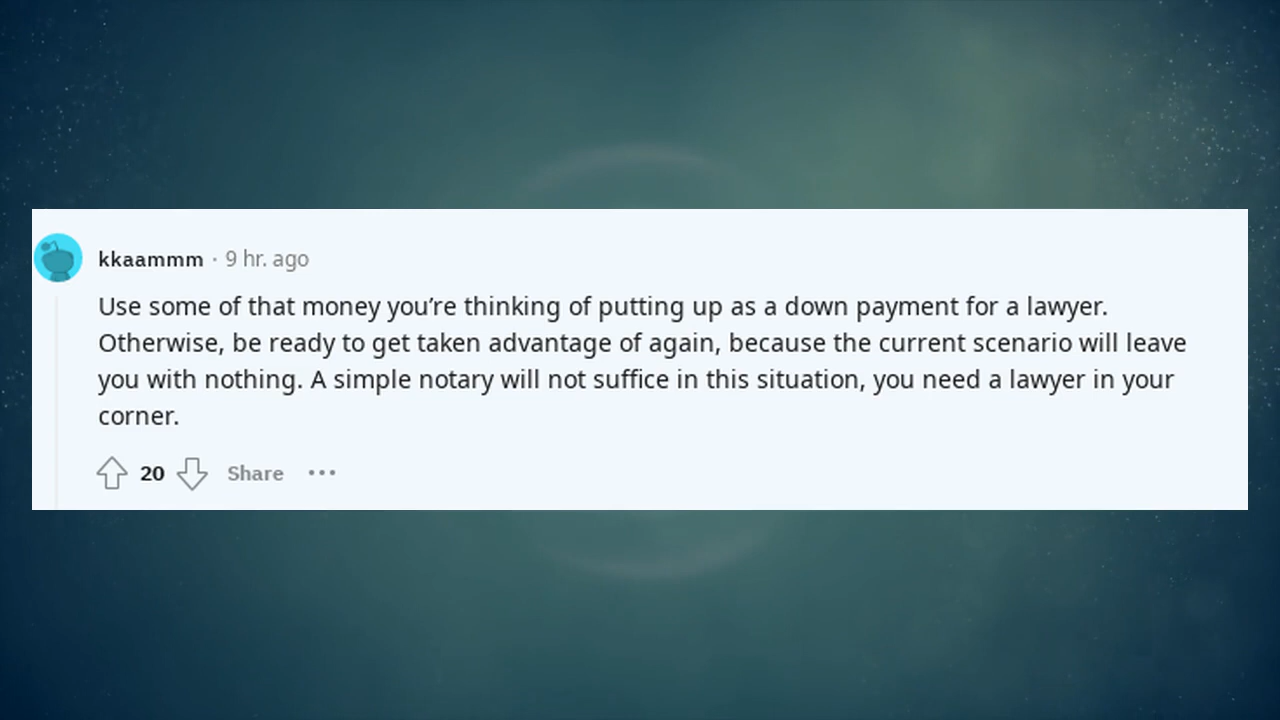 kkaammm · 9 hr. ago
Use some of that money you’re thinking of putting up as a down payment for a lawyer.
Otherwise, be ready to get taken advantage of again, because the current scenario will leave
you with nothing. A simple notary will not suffice in this situation, you need a lawyer in your
corner.
20 Share ···